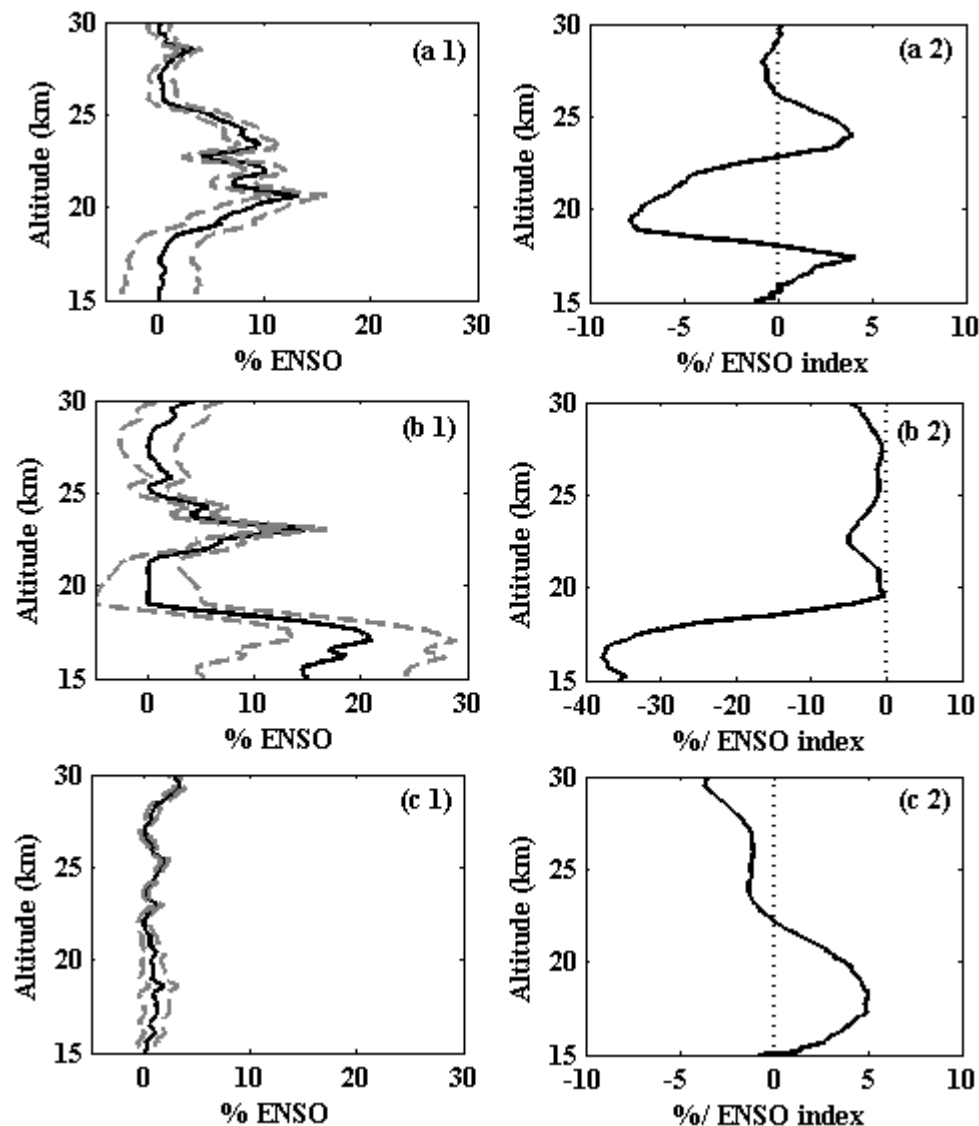 30
25
20
15
Altitude (km)
(a 1)
0
10
20
30
% ENSO
30
25
20
15
Altitude (km)
(a 2)
-10
-5
0
5
10
%/ ENSO index
30
25
20
15
Altitude (km)
(b 1)
0
10
20
30
% ENSO
30
25
20
15
Altitude (km)
(b 2)
-40
-30
-20
-10
0
10
%/ ENSO index
30
25
20
15
Altitude (km)
(c 1)
0
10
20
30
% ENSO
30
25
20
15
Altitude (km)
(c 2)
-10
-5
0
5
10
%/ ENSO index